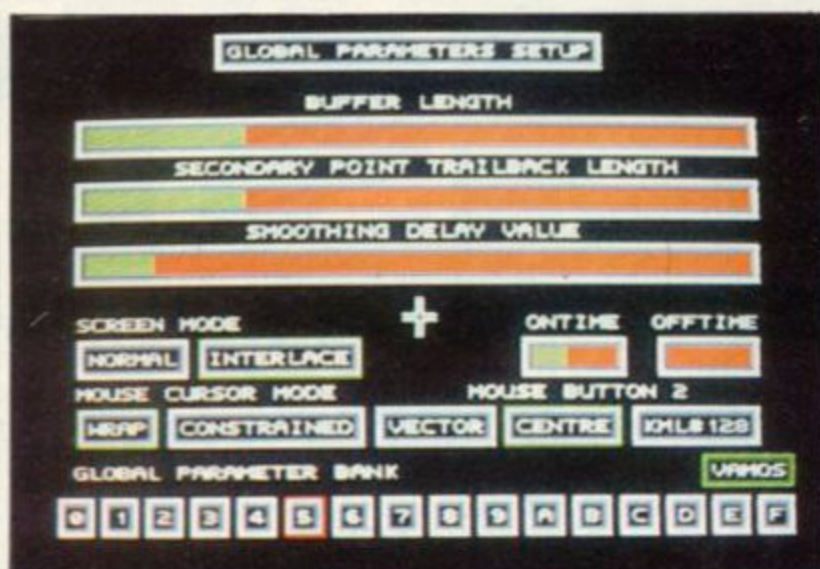 GLOBAL PARAMETERS SETUP
BUFFER LENGTH
SECONDARY POINT TRAILBACK LENGTH
SMOOTHING DELAY VALUE
SCREEN MODE ONTIME OFFTIME
NORMAL INTERLACE
MOUSE CURSOR MODE MOUSE BUTTON 2
WRAP CONSTRAINED VECTOR CENTRE
GLOBAL PARAMETER BANK VAMOS
0 1 2 3 4 5 6 7 8 9 A B C D E F